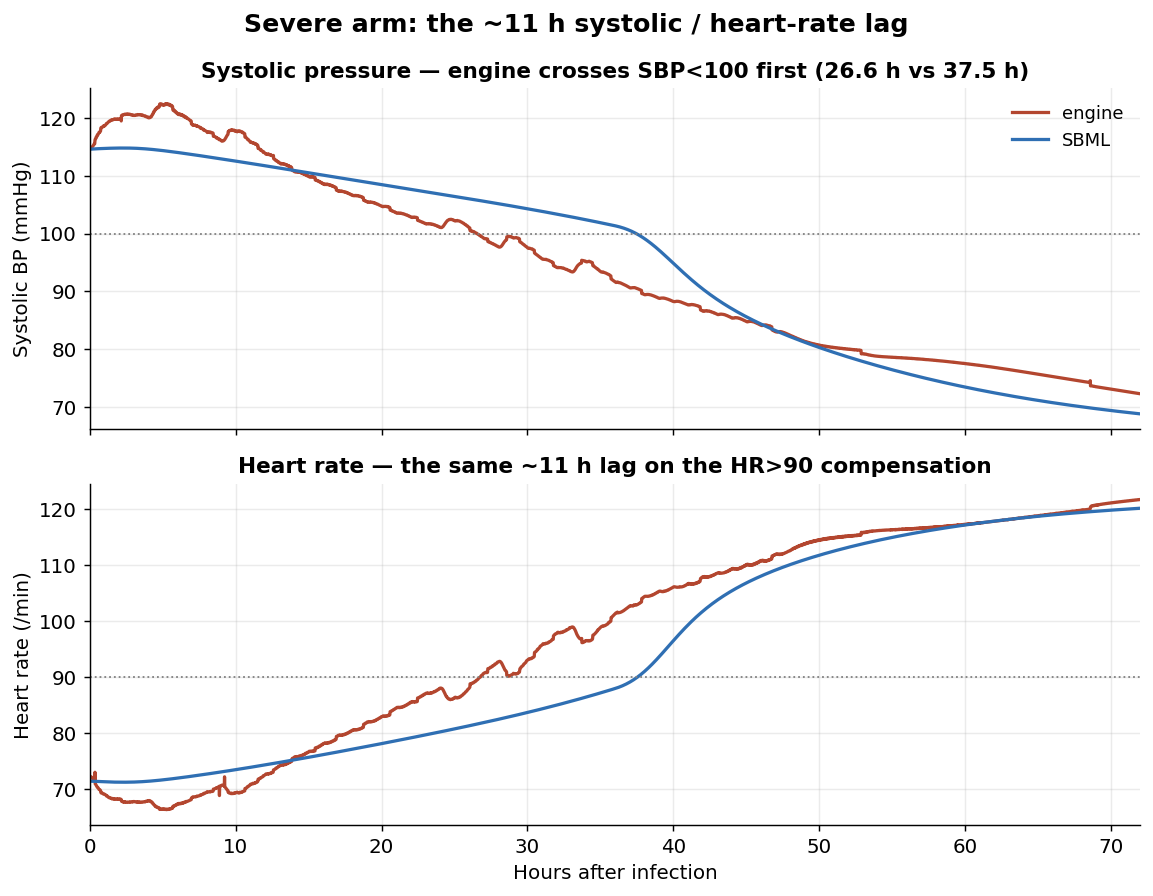 Severe arm: the ~11 h systolic / heart-rate lag
Systolic pressure — engine crosses SBP<100 first (26.6 h vs 37.5 h)
engine
SBML
Systolic BP (mmHg)
120
110
100
90
80
70
Heart rate — the same ~11 h lag on the HR>90 compensation
Heart rate (/min)
120
110
100
90
80
70
0 10 20 30 40 50 60 70
Hours after infection